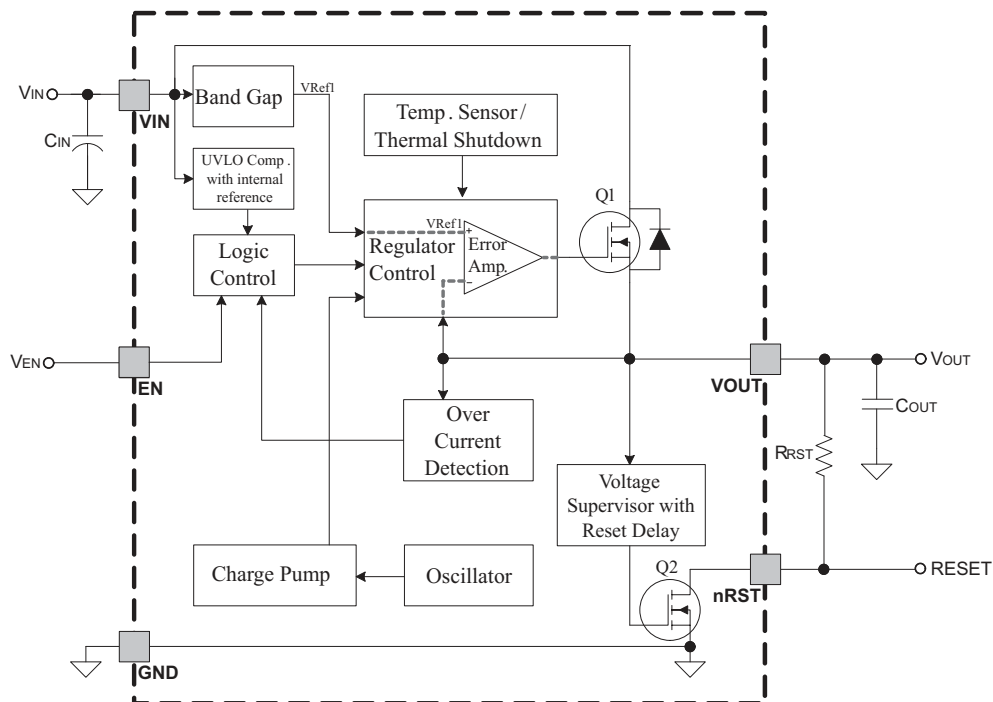 VIN
VIN
CIN
Band Gap
VRef1
Temp. Sensor/
Thermal Shutdown
UVLO Comp.
with internal
reference
Q1
VRef1
+
Regulator
Control
Error
Amp.
−
Logic
Control
VEN
EN
VOUT
VOUT
COUT
RRST
Over
Current
Detection
Voltage
Supervisor with
Reset Delay
Charge Pump
Oscillator
Q2
nRST
RESET
GND